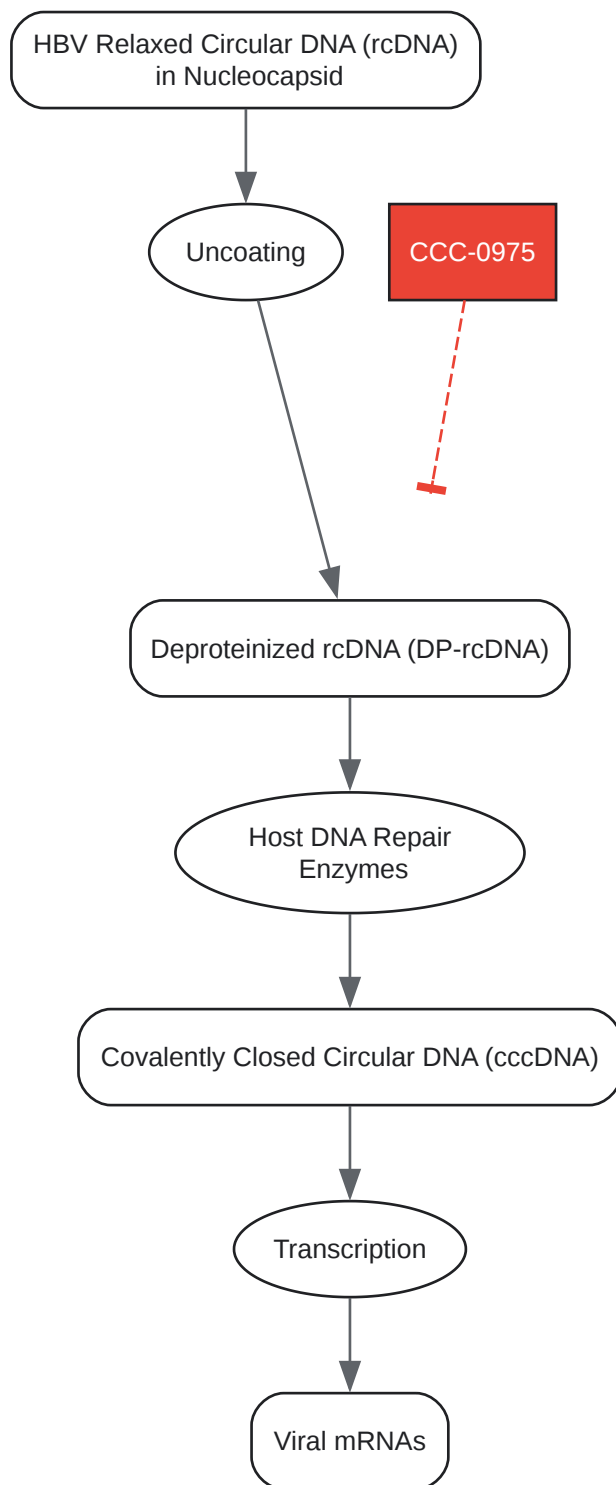 HBV Relaxed Circular DNA (rcDNA)
in Nucleocapsid
Uncoating
CCC-0975
Deproteinized rcDNA (DP-rcDNA)
Host DNA Repair
Enzymes
Covalently Closed Circular DNA (cccDNA)
Transcription
Viral mRNAs